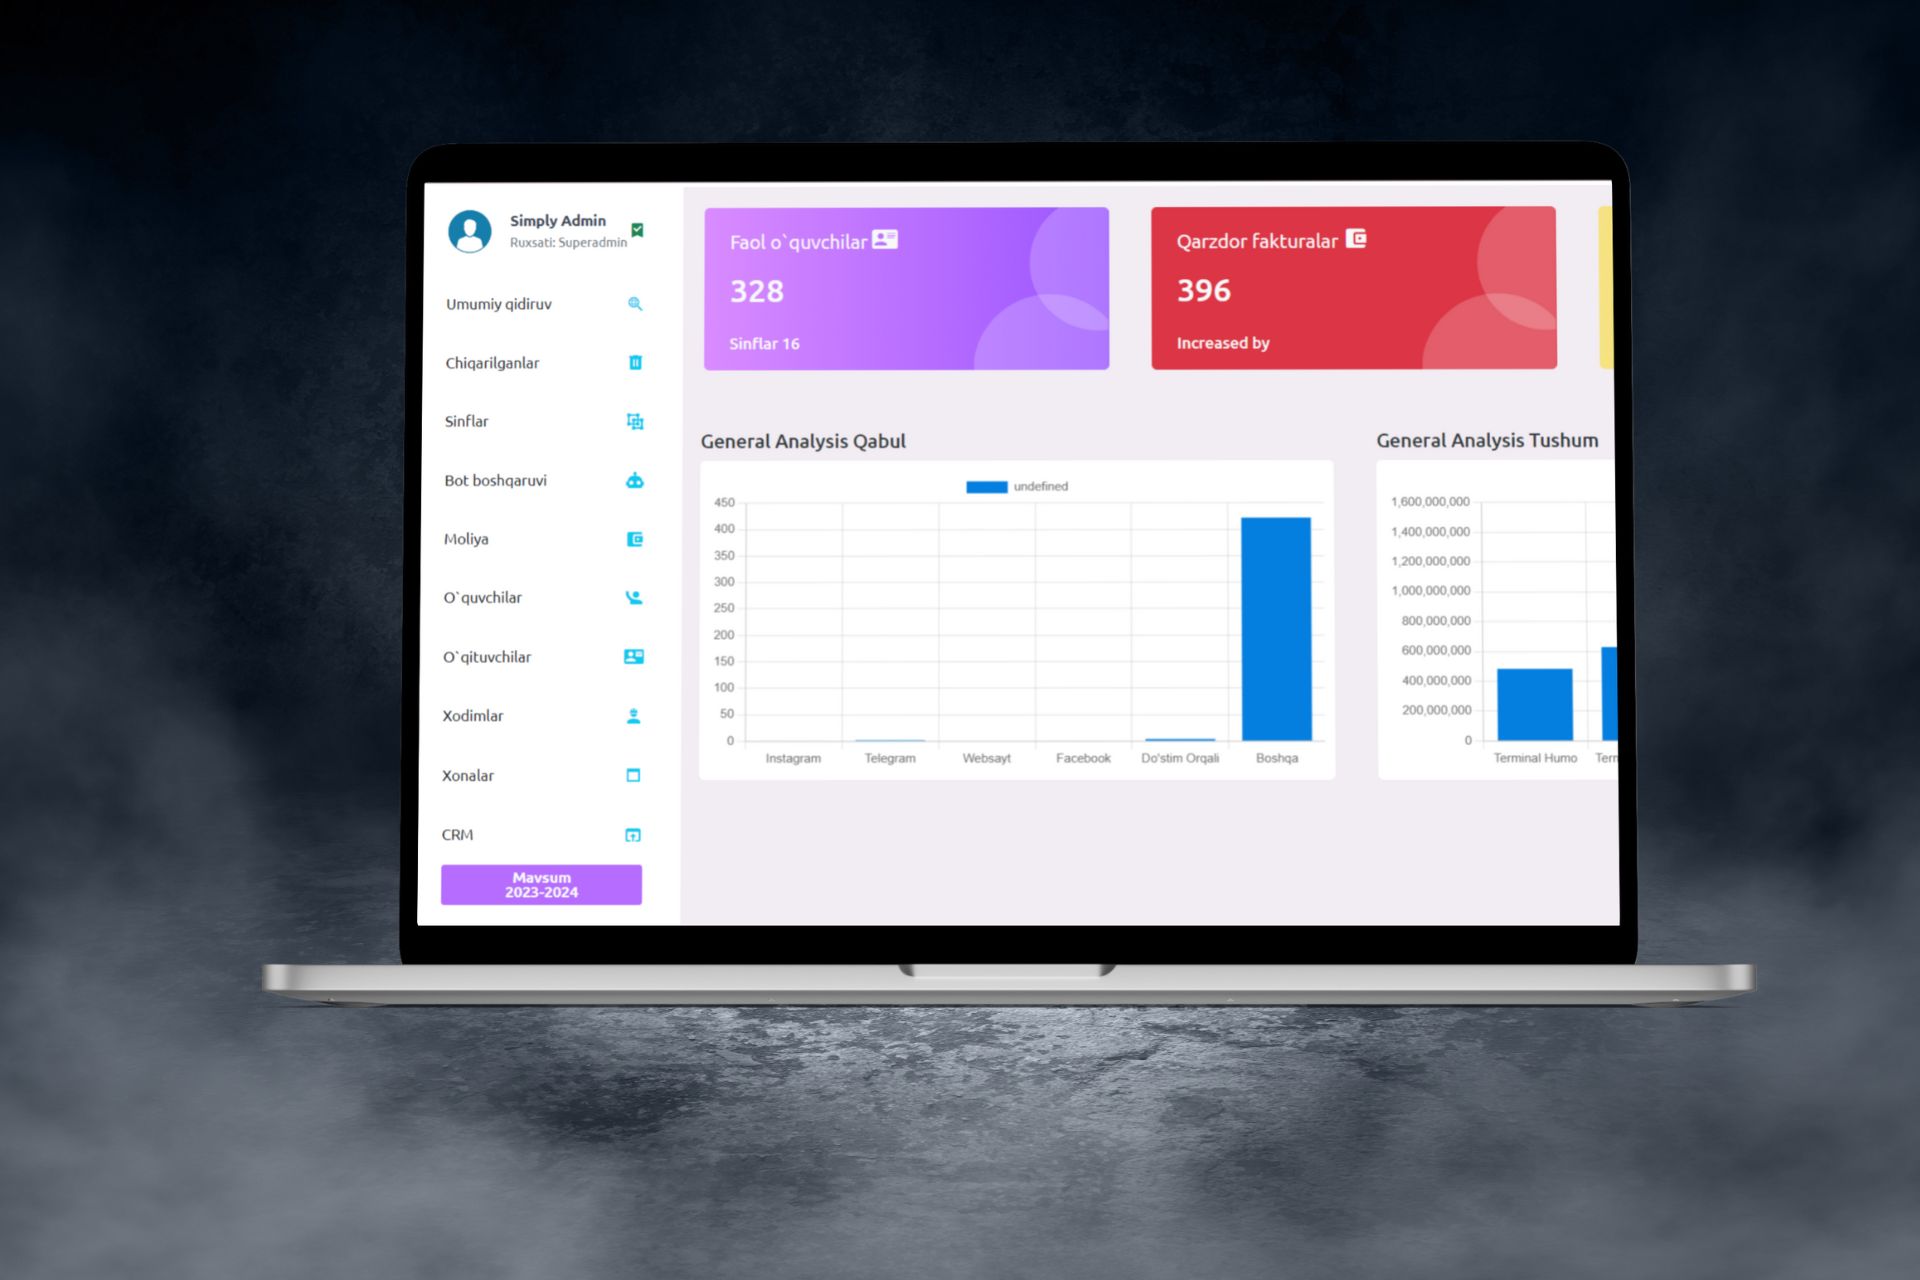 Simply Admin
Ruxsati: Superadmin
Umumiy qidiruv
Chiqarilganlar
Sinflar
Bot boshqaruvi
Moliya
O`quvchilar
O`qituvchilar
Xodimlar
Xonalar
CRM
Mavsum
2023-2024
Faol o`quvchilar
328
Sinflar 16
Qarzdor fakturalar
396
Increased by
General Analysis Qabul
undefined
450
400
350
300
250
200
150
100
50
0
Instagram Telegram Websayt Facebook Do'stim Orqali Boshqa
General Analysis Tushum
1,600,000,000
1,400,000,000
1,200,000,000
1,000,000,000
800,000,000
600,000,000
400,000,000
200,000,000
0
Terminal Humo Tern